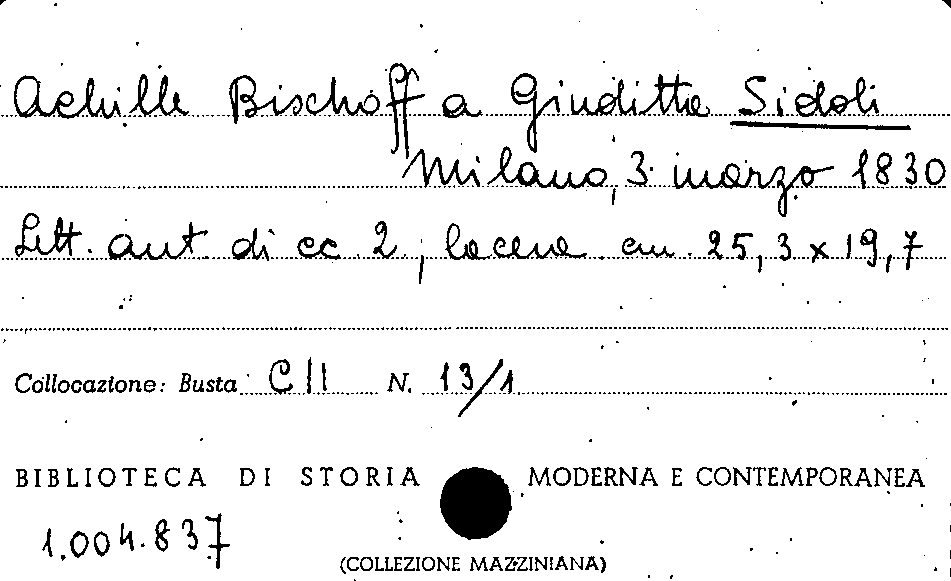 Achille Bischoff a Giuditta Sidoli
Milano, 3 marzo 1830
Lett. aut. di cc. 2, lacera cm. 25,3 x 19,7
Collocazione: Busta C II N. 13/1
BIBLIOTECA DI STORIA MODERNA E CONTEMPORANEA
1.004.837
(COLLEZIONE MAZZINIANA)